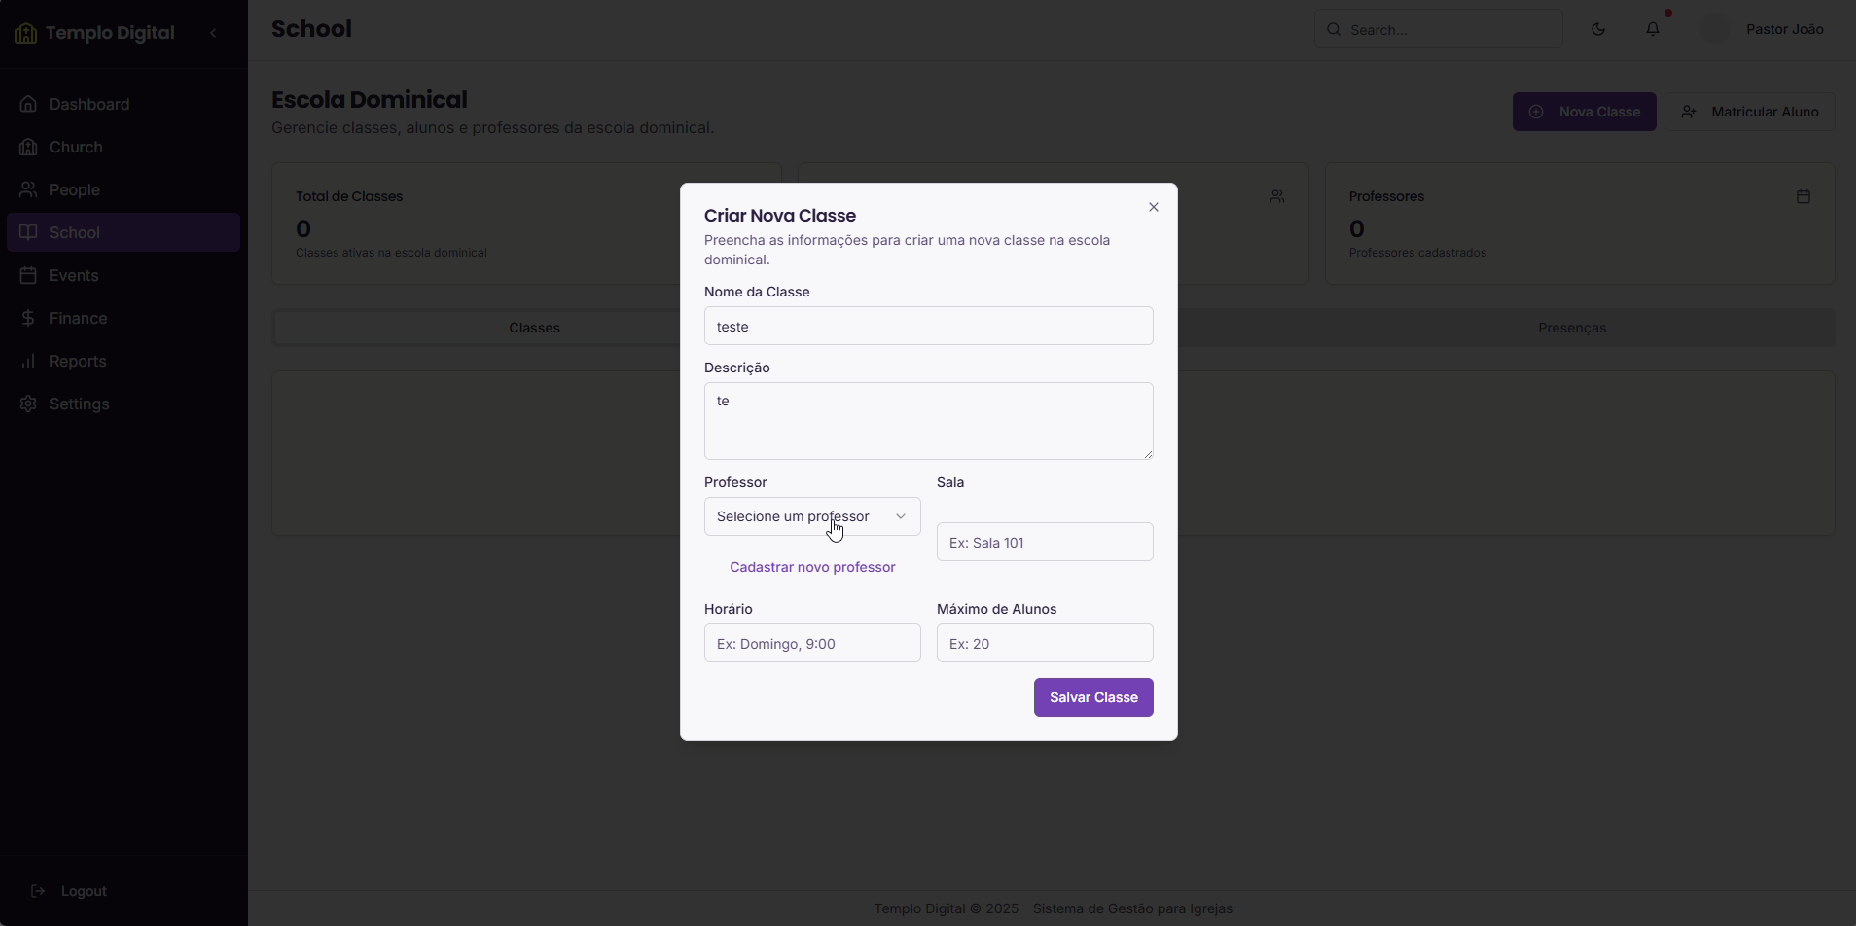 Templo Digital
Dashboard
Church
People
School
Events
Finance
Reports
Settings
Logout
School
Search...
Pastor João
Escola Dominical
Gerencie classes, alunos e professores da escola dominical.
Nova Classe
Matricular Aluno
Total de Classes
0
Classes ativas na escola dominical
Professores
0
Professores cadastrados
Classes
Presenças
Criar Nova Classe
Preencha as informações para criar uma nova classe na escola
dominical.
Nome da Classe
teste
Descrição
te
Professor
Sala
Selecione um professor
Ex: Sala 101
Cadastrar novo professor
Horário
Máximo de Alunos
Ex: Domingo, 9:00
Ex: 20
Salvar Classe
Templo Digital © 2025 Sistema de Gestão para Igrejas